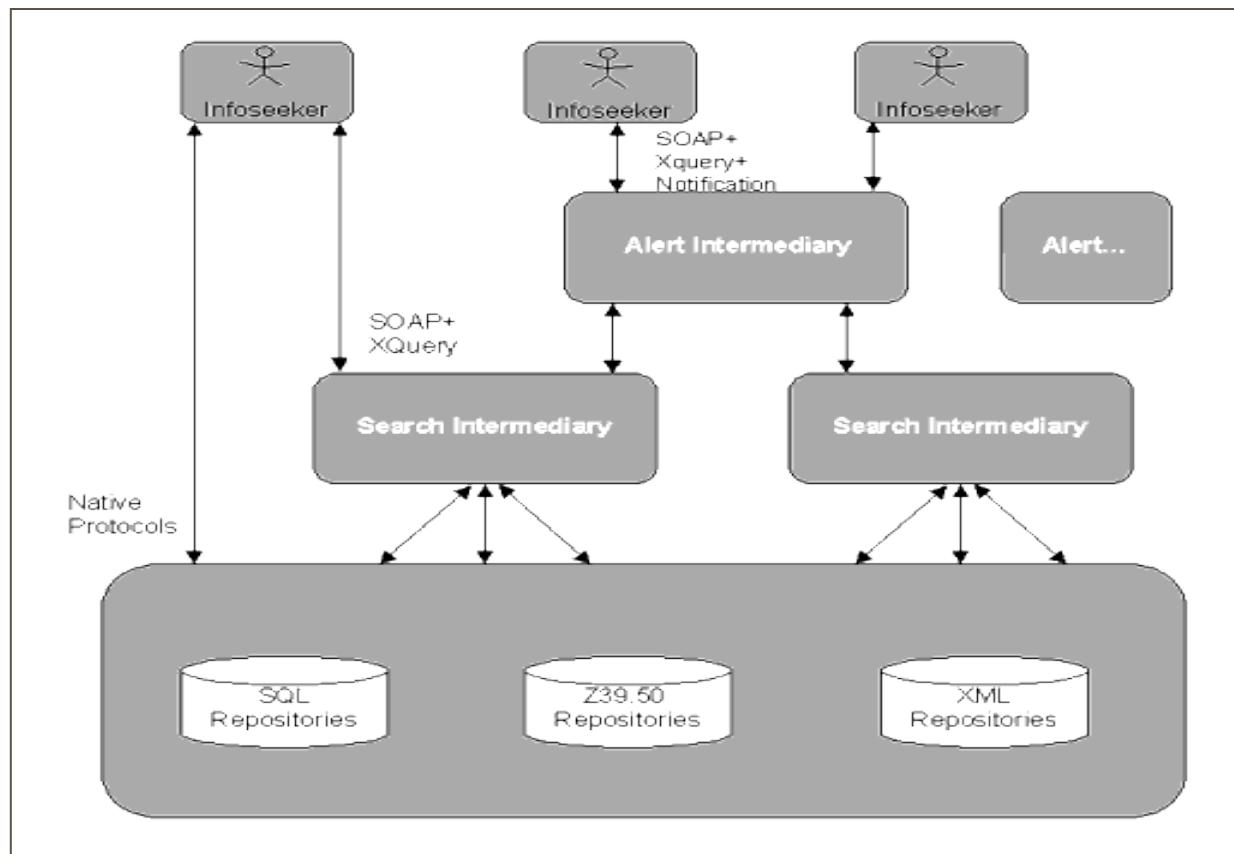 Infoseeker
Infoseeker
Infoseeker
SOAP+
Xquery+
Notification
Alert Intermediary
Alert...
SOAP+
XQuery
Search Intermediary
Search Intermediary
Native
Protocols
SQL
Repositories
Z39.50
Repositories
XML
Repositories